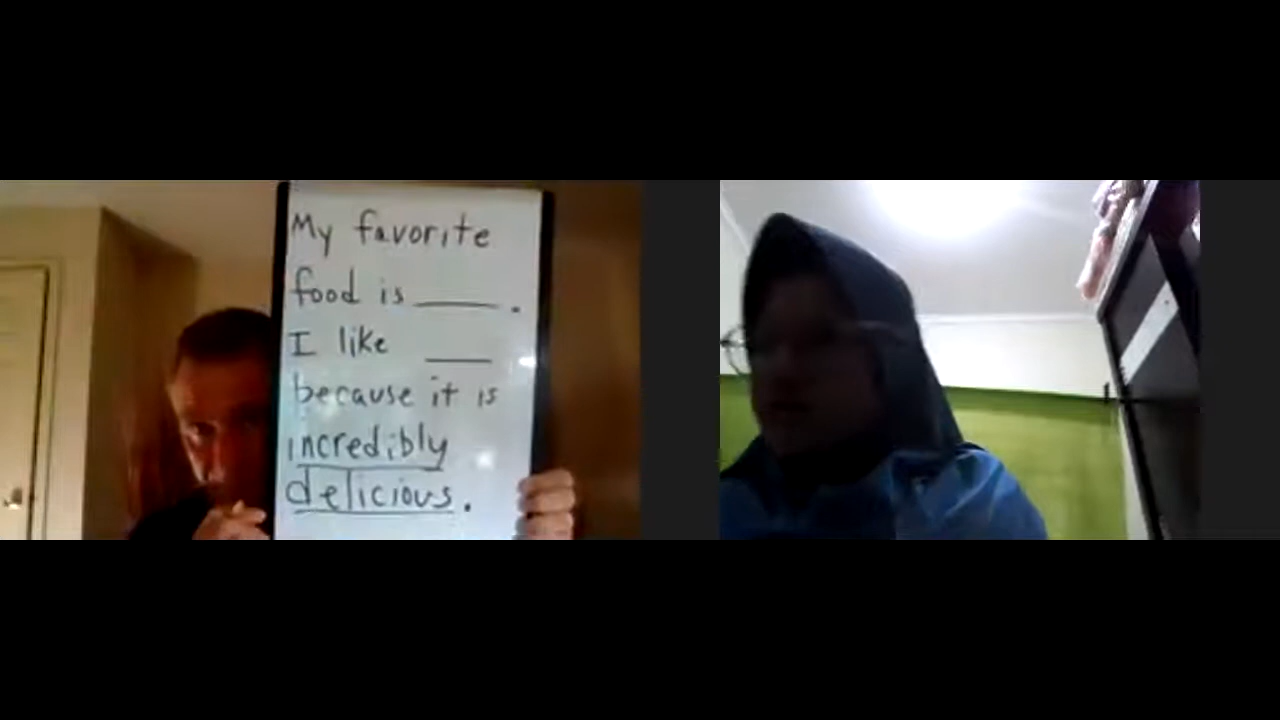 My favorite
food is ____.
I like ____
because it is
incredibly
delicious.